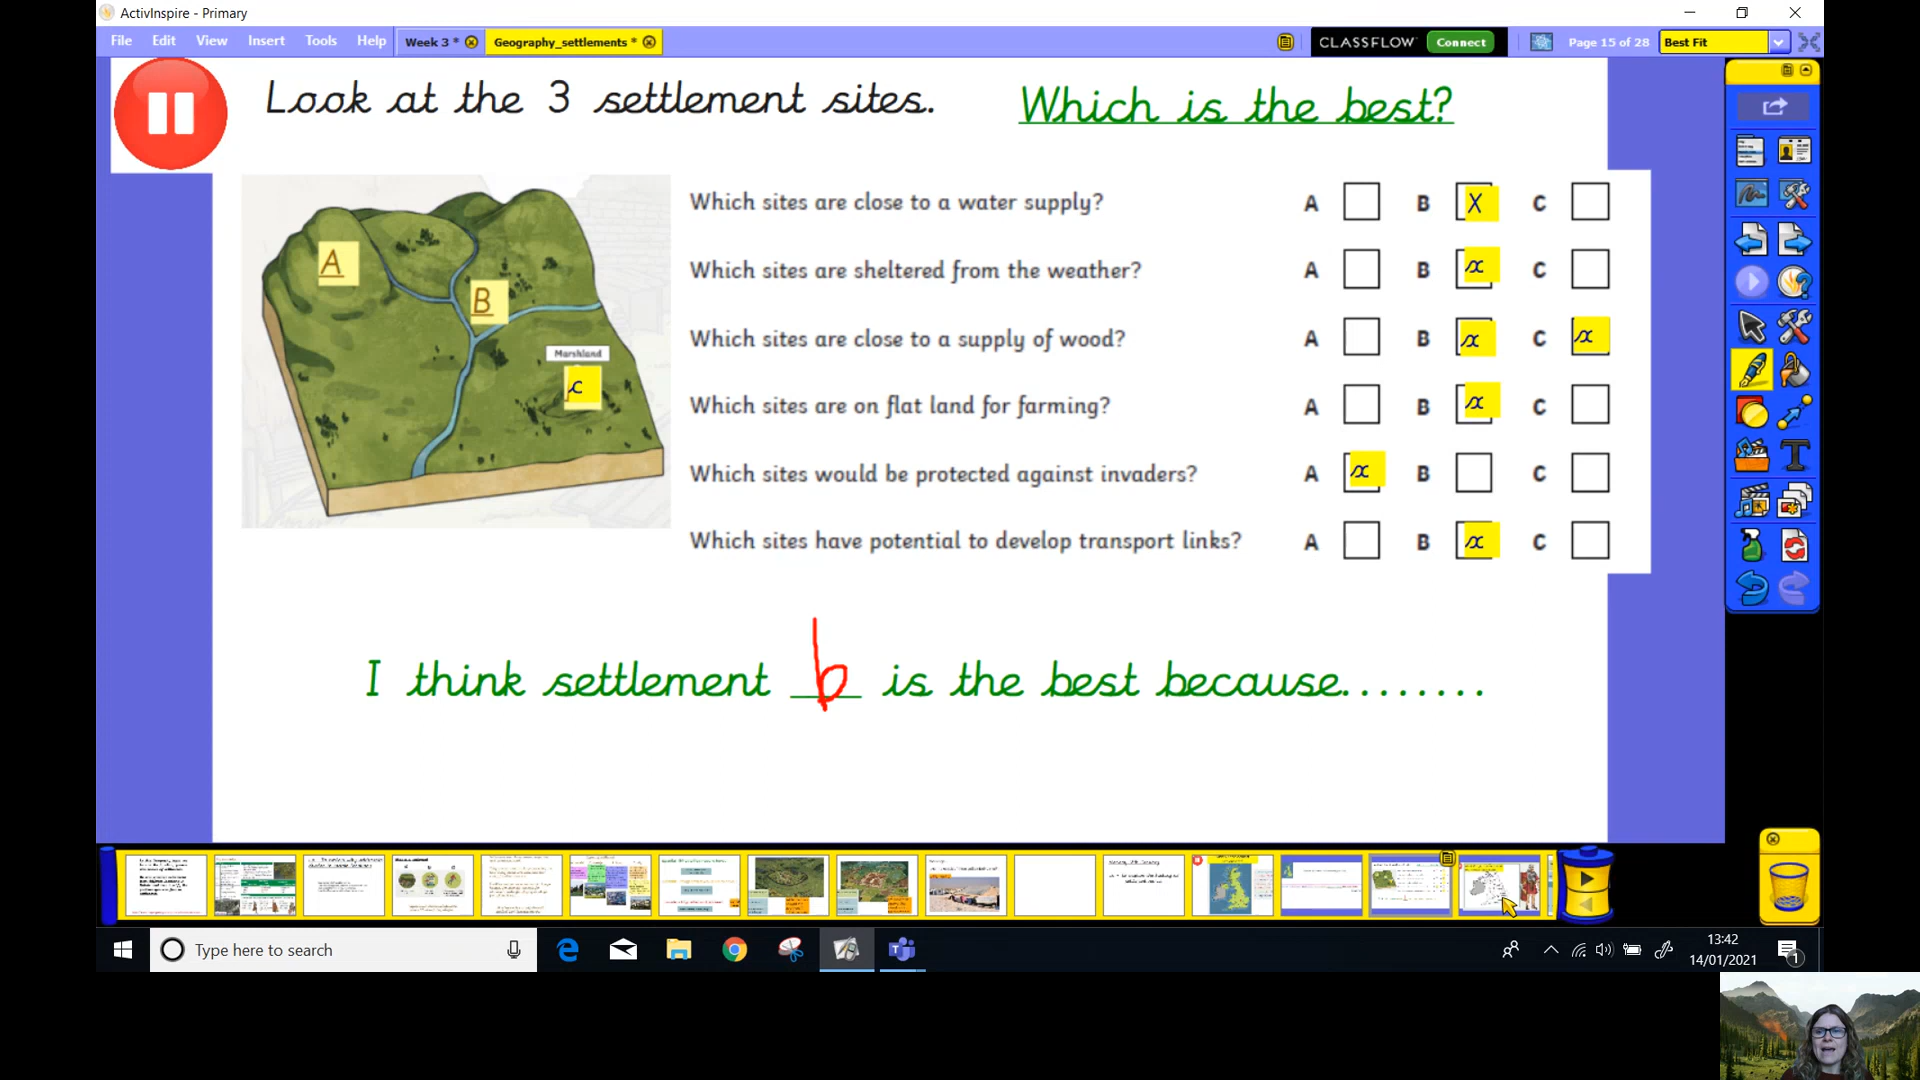 ActivInspire - Primary
File Edit View Insert Tools Help Week 3 * Geography_settlements * CLASSFLOW Connect Page 15 of 28 Best Fit
Look at the 3 settlement sites. Which is the best?
A
B
Marshland
c
Which sites are close to a water supply? A B X C
Which sites are sheltered from the weather? A B x C
Which sites are close to a supply of wood? A B x C x
Which sites are on flat land for farming? A B x C
Which sites would be protected against invaders? A x B C
Which sites have potential to develop transport links? A B x C
I think settlement b is the best because........
Type here to search
13:42
14/01/2021
1